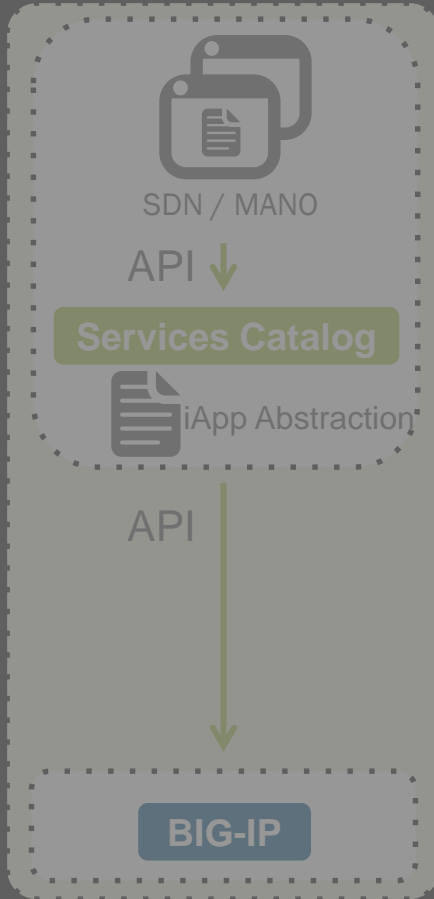 SDN / MANO
API
Services Catalog
iApp Abstraction
API
BIG-IP